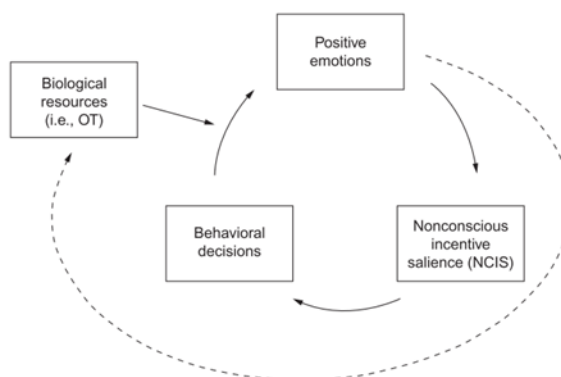 Positive
emotions
Biological
resources
(i.e., OT)
Behavioral
decisions
Nonconscious
incentive
salience (NCIS)